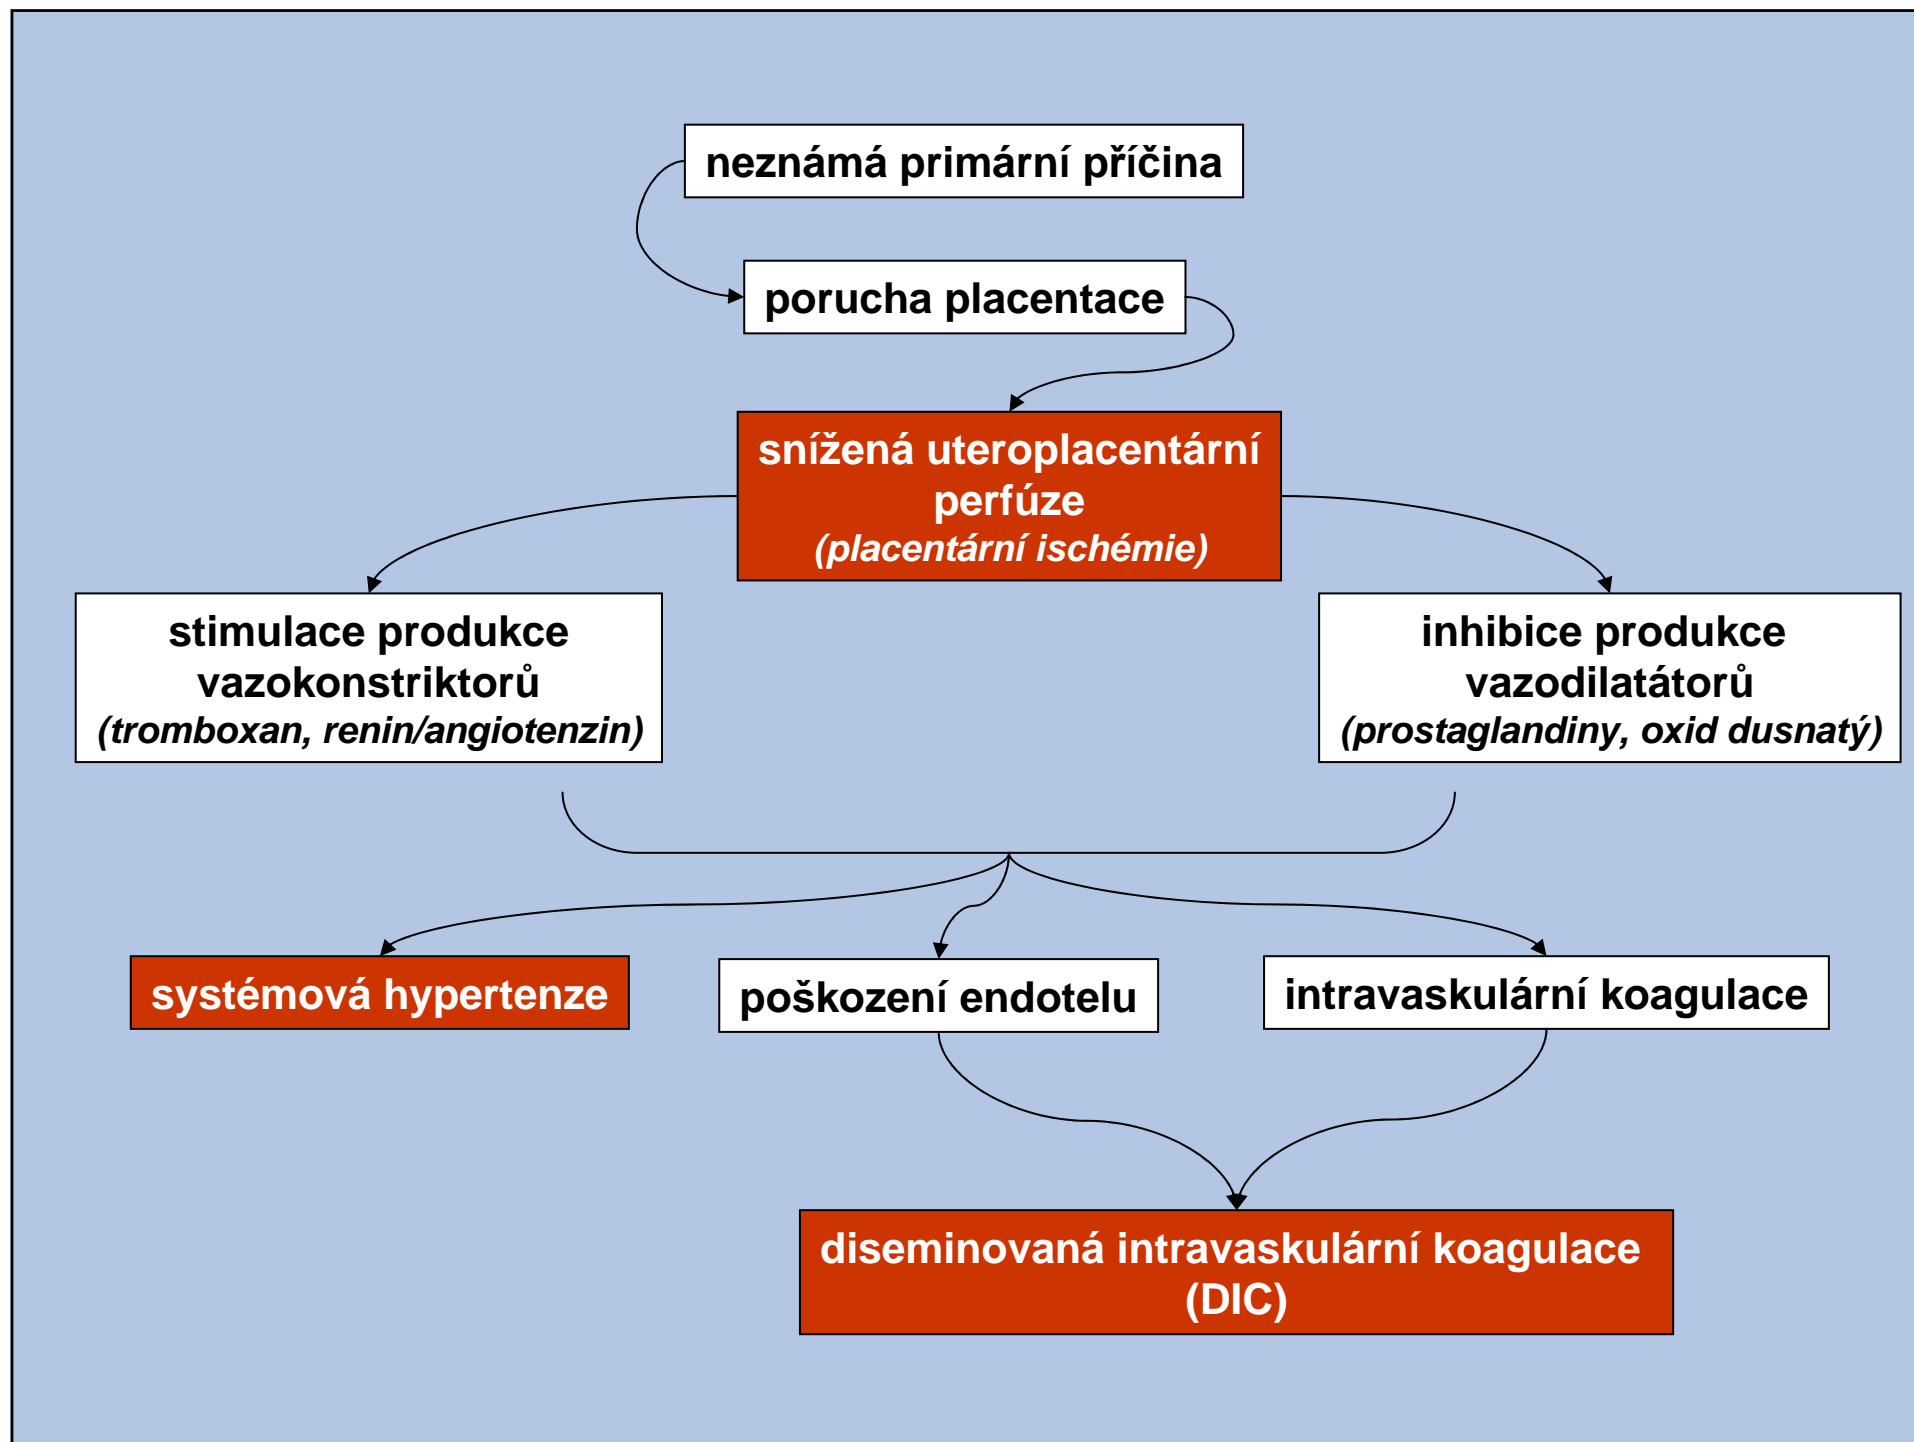 neznámá primární příčina
porucha placentace
snížená uteroplacentární
perfúze
(placentární ischémie)
stimulace produkce
vazokonstriktorů
(tromboxan, renin/angiotenzin)
inhibice produkce
vazodilatátorů
(prostaglandiny, oxid dusnatý)
systémová hypertenze
poškození endotelu
intravaskulární koagulace
diseminovaná intravaskulární koagulace
(DIC)